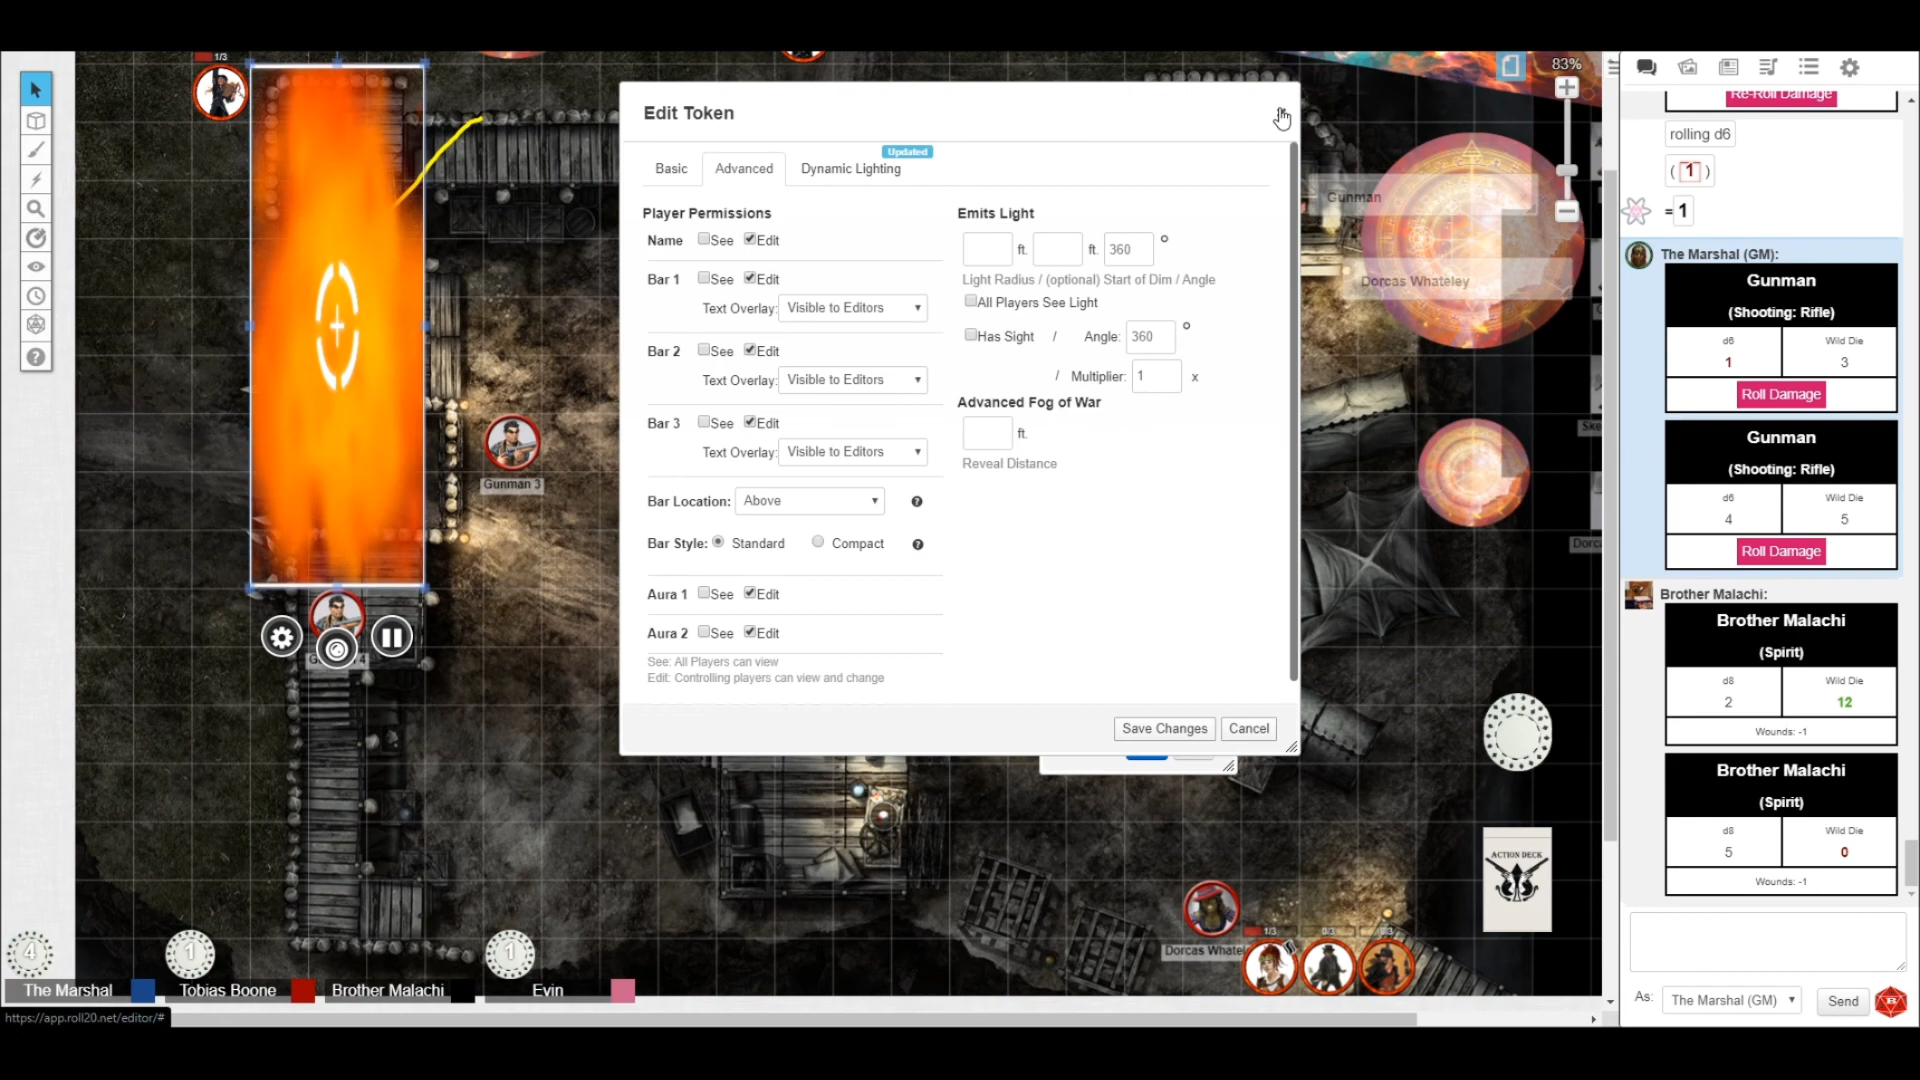 1/3
83%
Edit Token
Basic
Advanced
Updated
Dynamic Lighting
Player Permissions
Name See Edit
Bar 1 See Edit
Text Overlay: Visible to Editors
Bar 2 See Edit
Text Overlay: Visible to Editors
Bar 3 See Edit
Text Overlay: Visible to Editors
Bar Location: Above
Bar Style: Standard Compact
Aura 1 See Edit
Aura 2 See Edit
See: All Players can view
Edit: Controlling players can view and change
Emits Light
ft. ft. 360 °
Light Radius / (optional) Start of Dim / Angle
All Players See Light
Has Sight / Angle: 360 °
/ Multiplier: 1 x
Advanced Fog of War
ft.
Reveal Distance
Save Changes
Cancel
Gunman
Dorcas Whateley
Gunman 3
ACTION DECK
1/3
0/3
4
1
1
The Marshal
Tobias Boone
Brother Malachi
Evin
https://app.roll20.net/editor/#
Re-Roll Damage
rolling d6
( 1 )
= 1
The Marshal (GM):
Gunman
(Shooting: Rifle)
d6 Wild Die
1 3
Roll Damage
Gunman
(Shooting: Rifle)
d6 Wild Die
4 5
Roll Damage
Brother Malachi:
Brother Malachi
(Spirit)
d8 Wild Die
2 12
Wounds: -1
Brother Malachi
(Spirit)
d8 Wild Die
5 0
Wounds: -1
As: The Marshal (GM)
Send